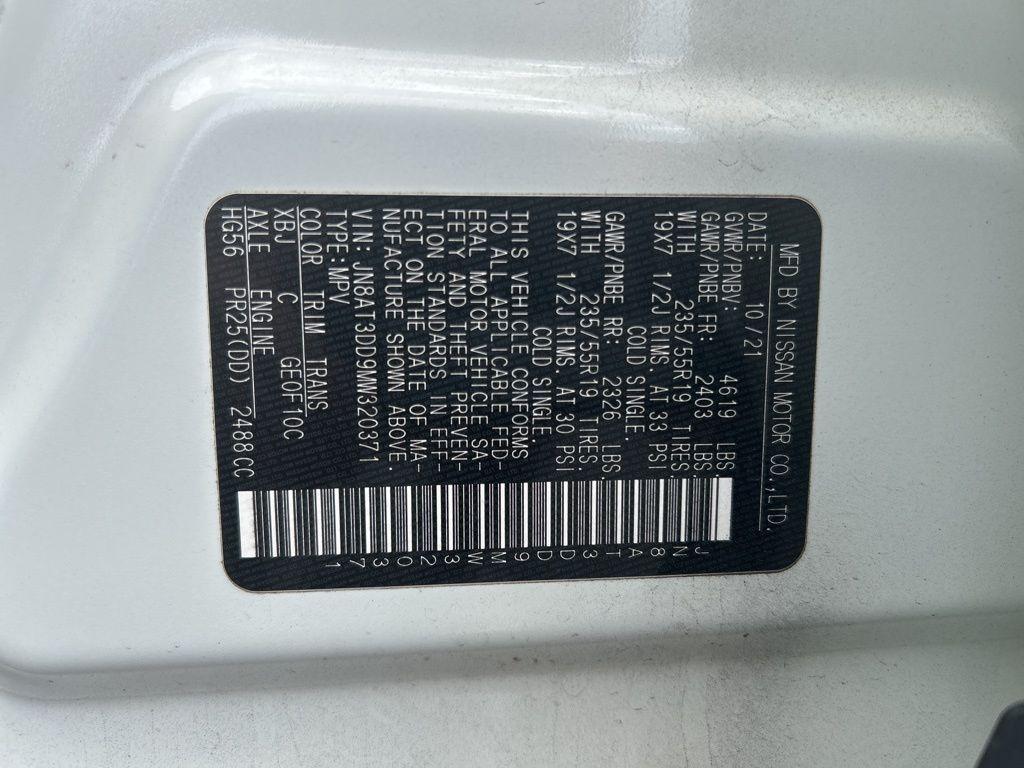 MFD BY NISSAN MOTOR CO.,LTD.
DATE: 10/21
GVWR/PNBV: 4619 LBS
GAWR/PNBE FR: 2403 LBS.
WITH 235/55R19 TIRES.
19X7 1/2J RIMS. AT 33 PSI
COLD SINGLE.
GAWR/PNBE RR: 2326 LBS.
WITH 235/55R19 TIRES.
19X7 1/2J RIMS. AT 30 PSI
COLD SINGLE.
THIS VEHICLE CONFORMS
TO ALL APPLICABLE FED-
ERAL MOTOR VEHICLE SA-
FETY AND THEFT PREVEN-
TION STANDARDS IN EFF-
ECT ON THE DATE OF MA-
NUFACTURE SHOWN ABOVE.
VIN: JN8AT3DD9MW320371
TYPE:MPV
COLOR TRIM TRANS
XBJ C GE0F10C
AXLE ENGINE
HG56 PR25(DD) 2488CC
JN8AT3DD9MW320371